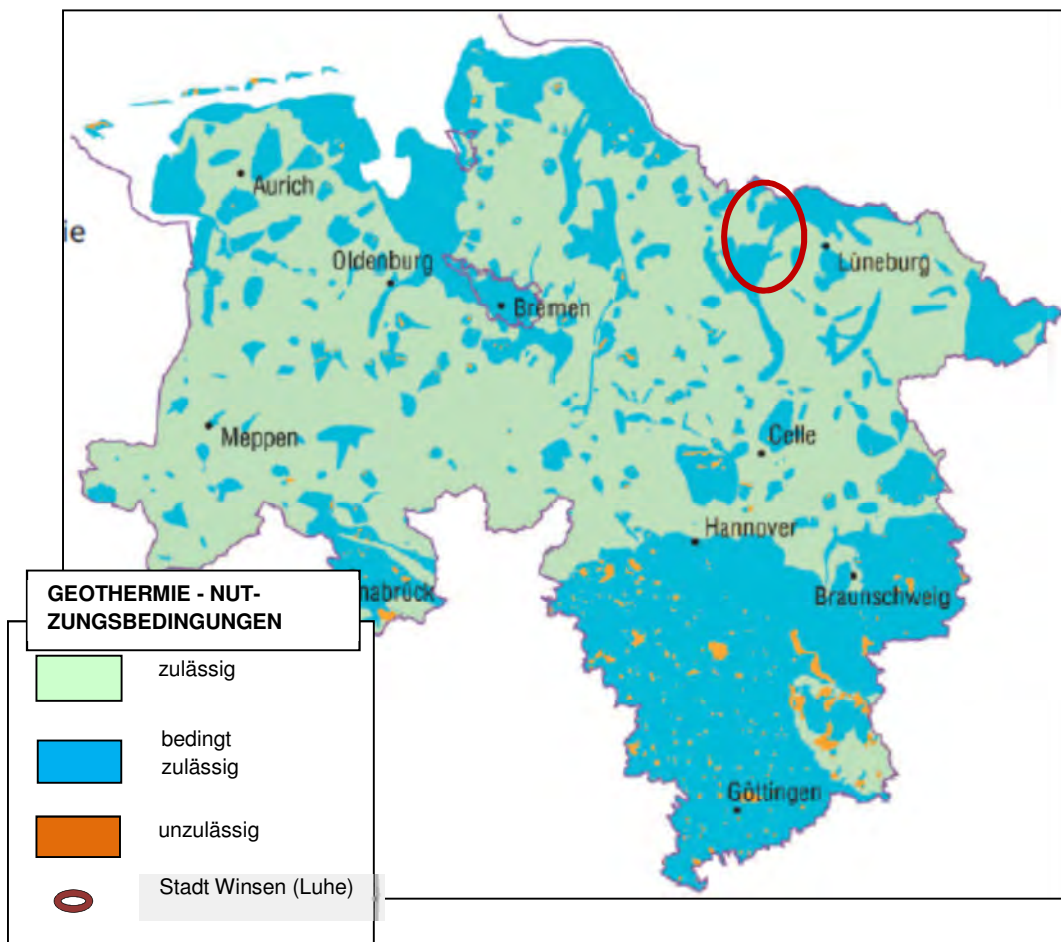 ie
Aurich
Oldenburg
Bremen
Lüneburg
Meppen
Celle
Hannover
Braunschweig
nabrück
Göttingen
GEOTHERMIE - NUT-
ZUNGSBEDINGUNGEN
zulässig
bedingt
zulässig
unzulässig
Stadt Winsen (Luhe)